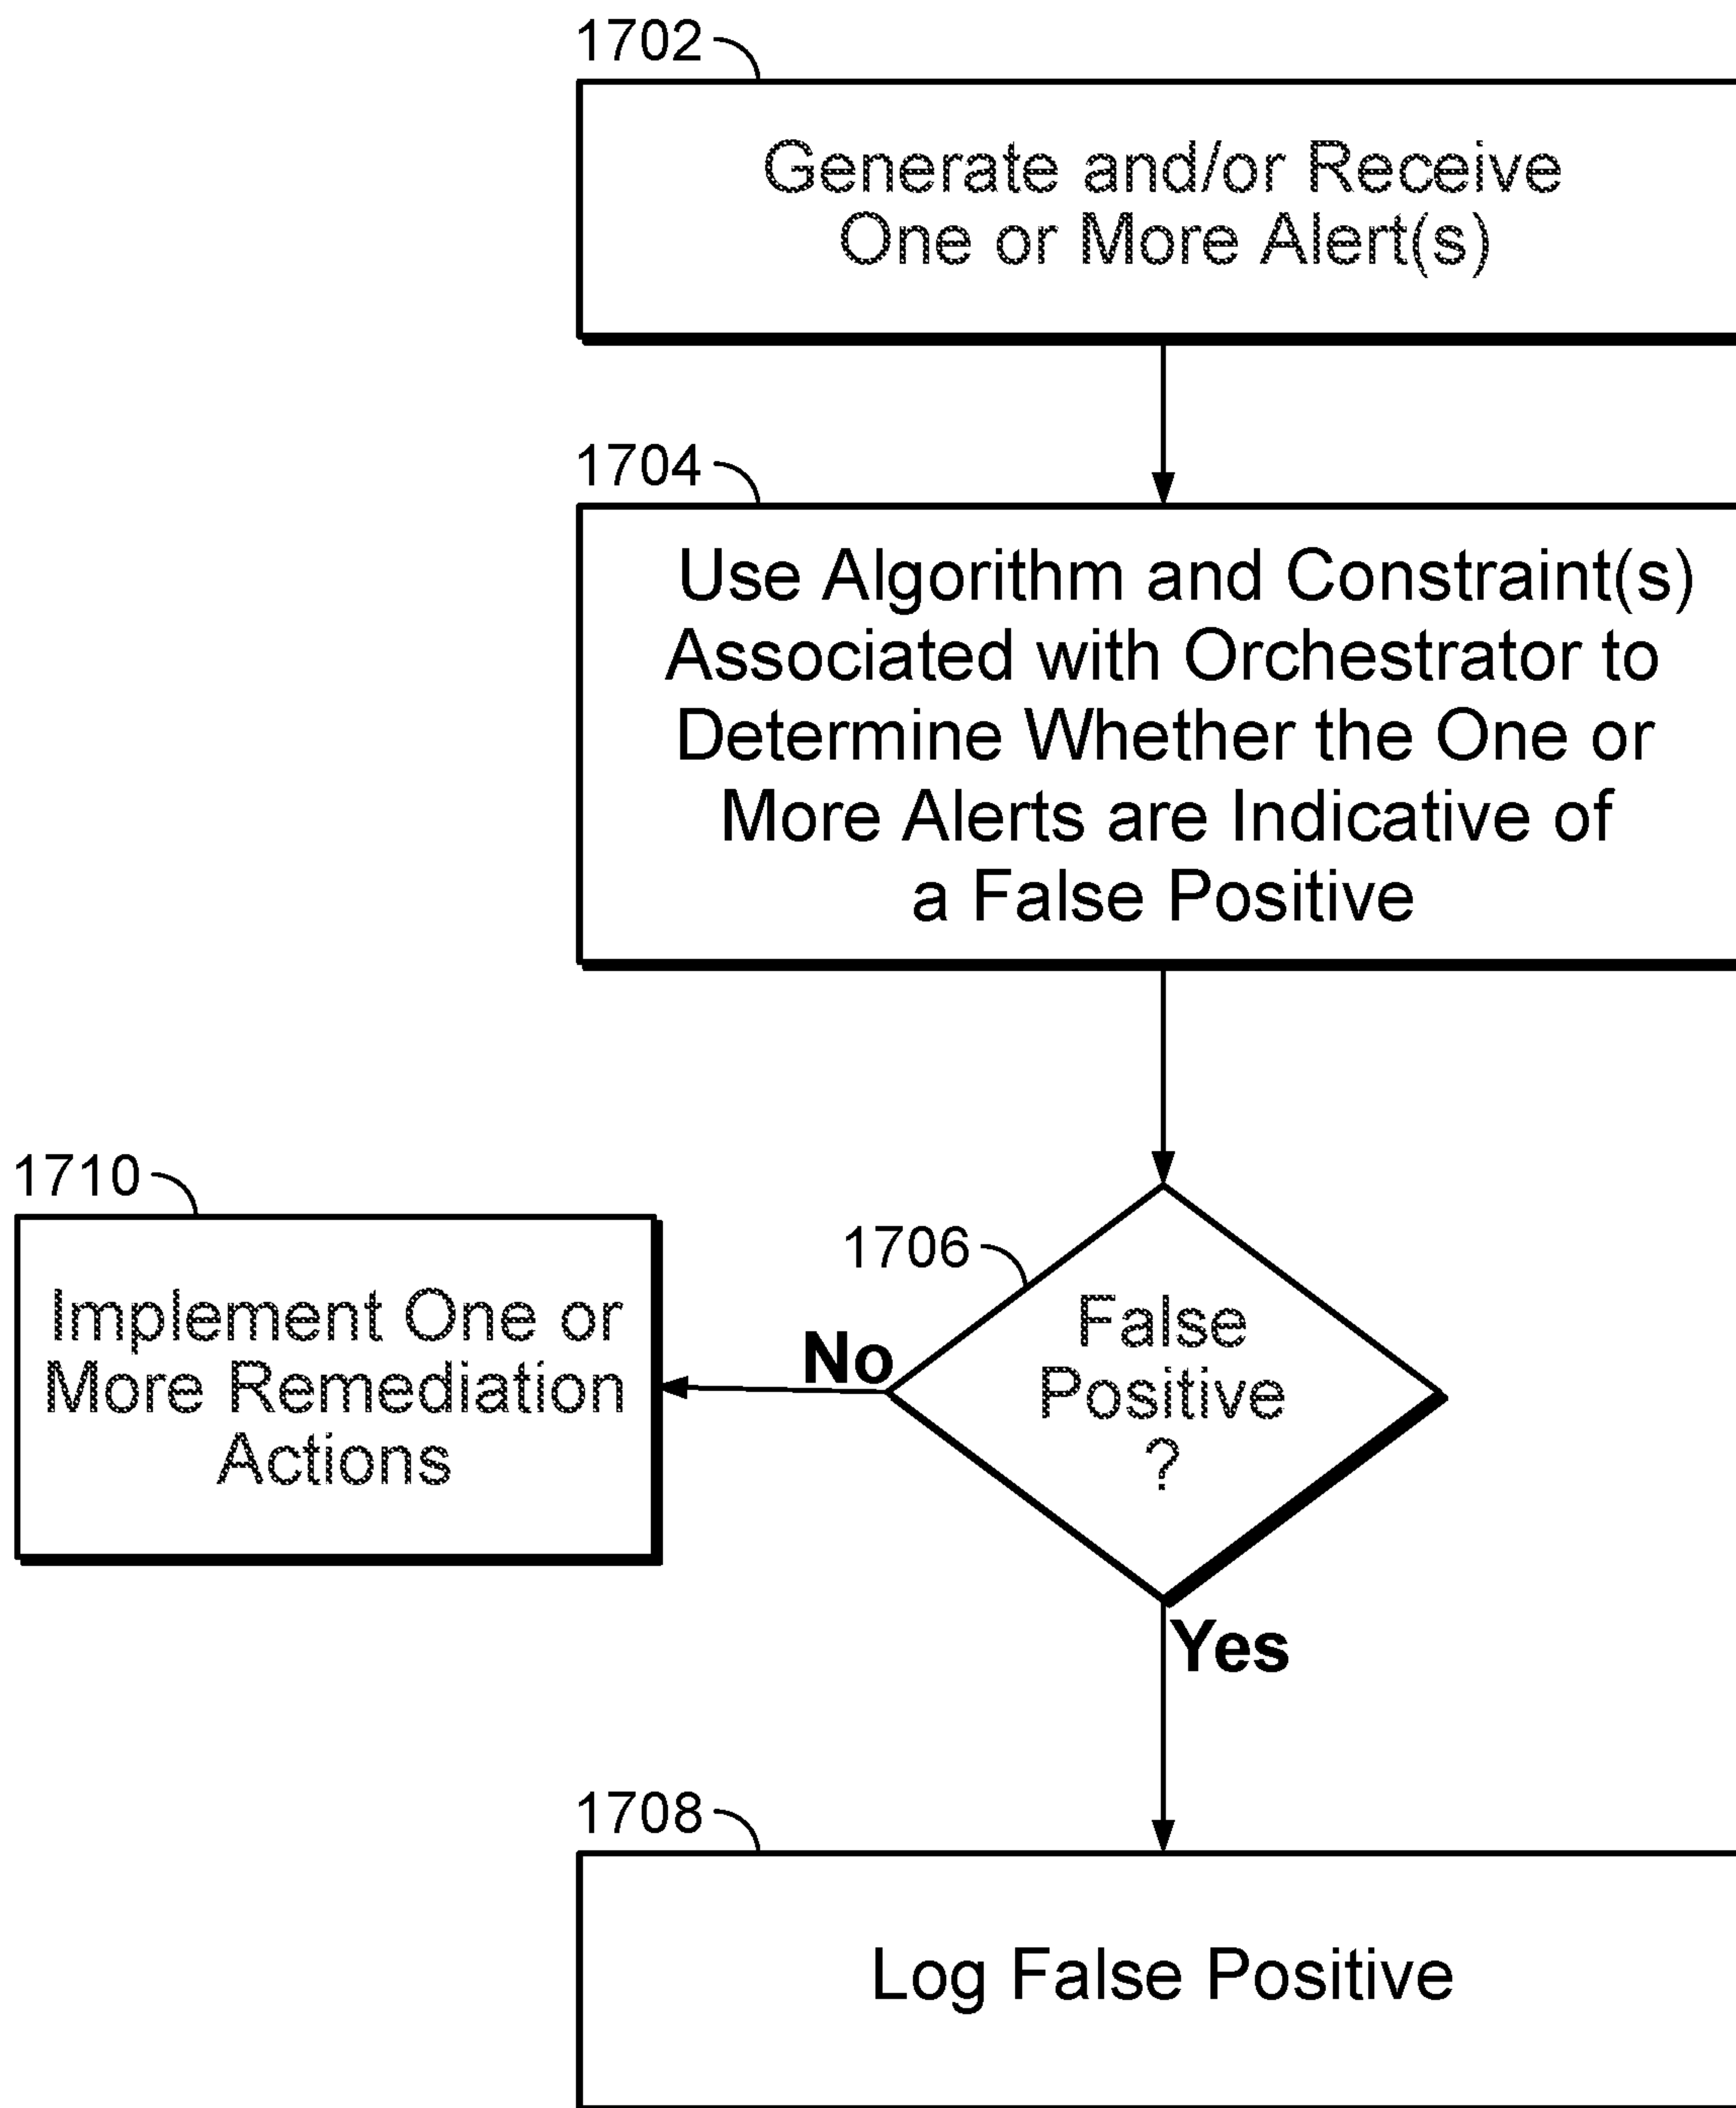 1702
Generate and/or Receive
One or More Alert(s)
1704
Use Algorithm and Constraint(s)
Associated with Orchestrator to
Determine Whether the One or
More Alerts are Indicative of
a False Positive
1710
Implement One or
More Remediation
Actions
1706
False
Positive
?
No
Yes
1708
Log False Positive